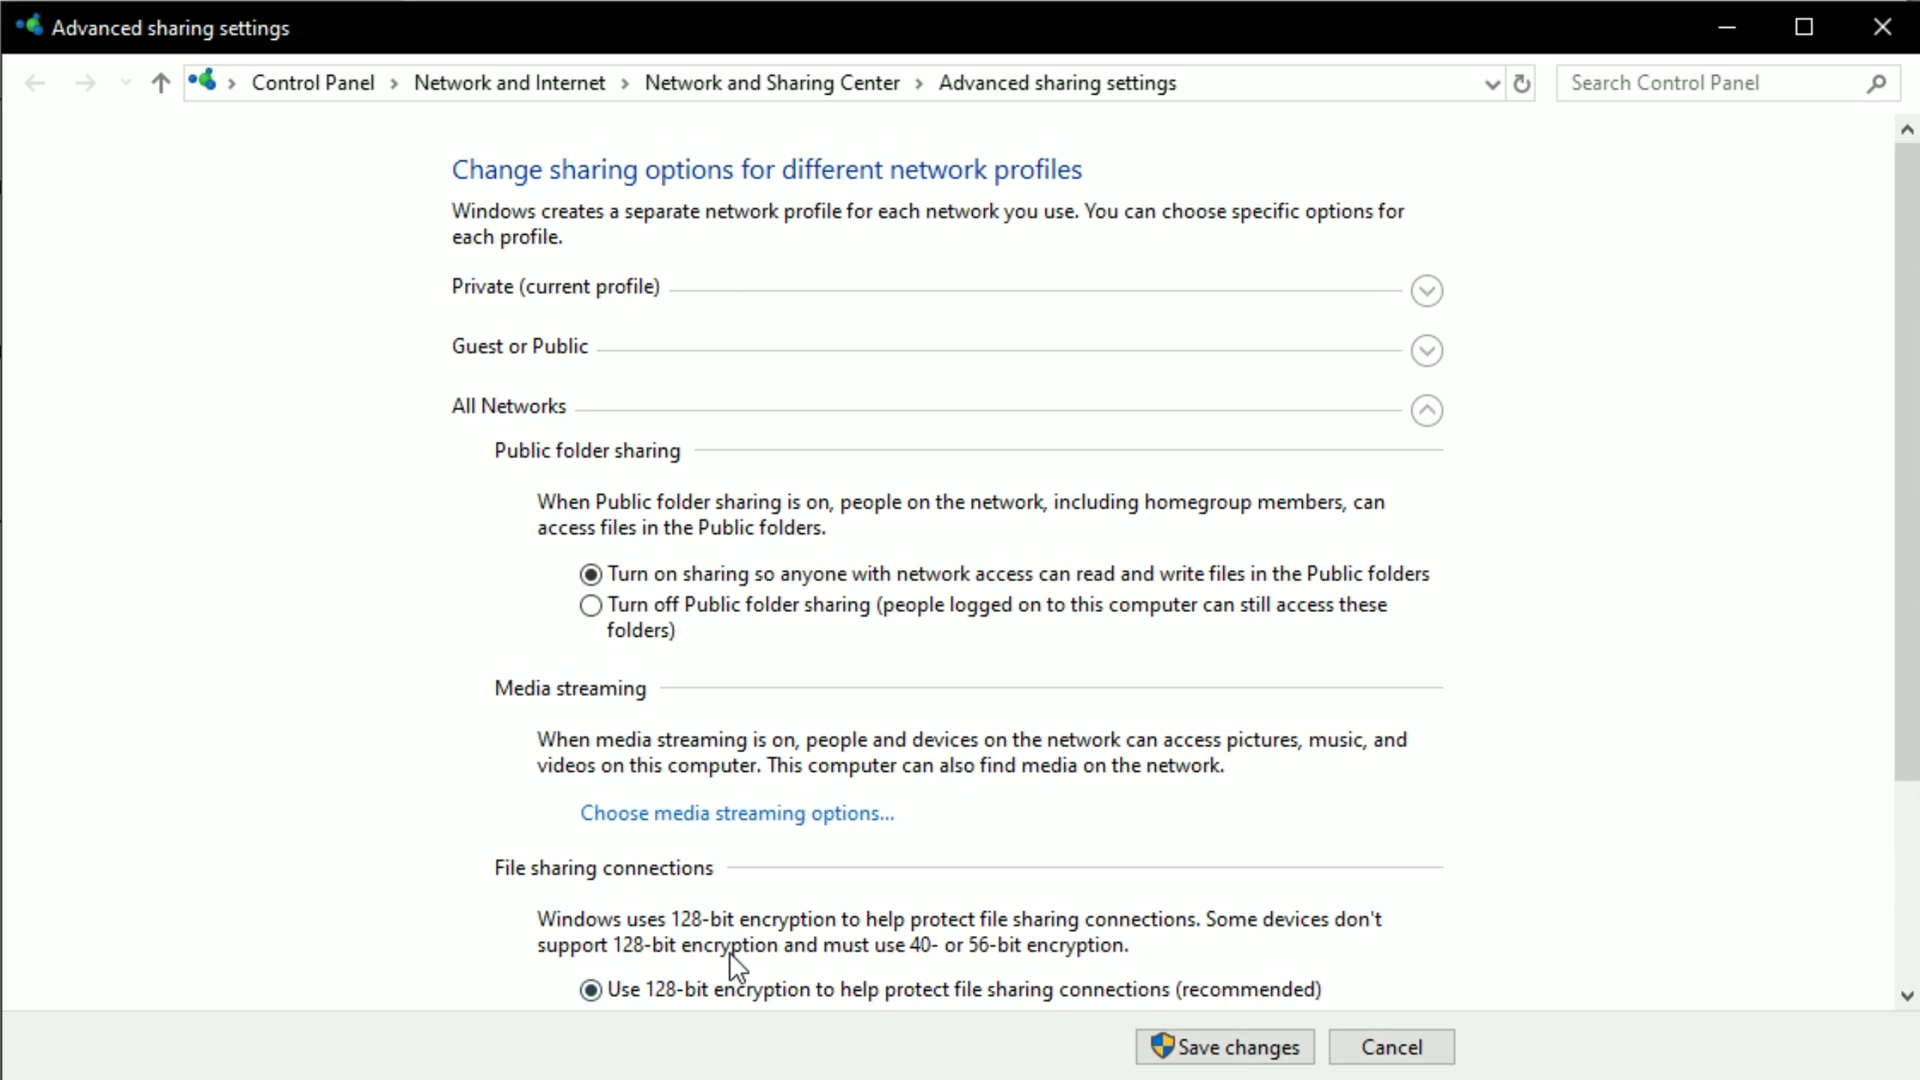 Advanced sharing settings
Control Panel > Network and Internet > Network and Sharing Center > Advanced sharing settings
Search Control Panel
Change sharing options for different network profiles
Windows creates a separate network profile for each network you use. You can choose specific options for
each profile.
Private (current profile)
Guest or Public
All Networks
Public folder sharing
When Public folder sharing is on, people on the network, including homegroup members, can
access files in the Public folders.
Turn on sharing so anyone with network access can read and write files in the Public folders
Turn off Public folder sharing (people logged on to this computer can still access these
folders)
Media streaming
When media streaming is on, people and devices on the network can access pictures, music, and
videos on this computer. This computer can also find media on the network.
Choose media streaming options...
File sharing connections
Windows uses 128-bit encryption to help protect file sharing connections. Some devices don't
support 128-bit encryption and must use 40- or 56-bit encryption.
Use 128-bit encryption to help protect file sharing connections (recommended)
Save changes
Cancel